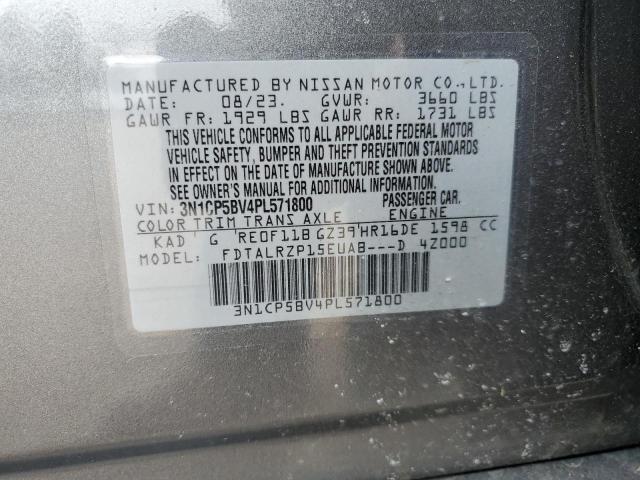 MANUFACTURED BY NISSAN MOTOR CO.,LTD.
DATE: 08/23. GVWR: 3660 LBS
GAWR FR: 1929 LBS GAWR RR: 1731 LBS
THIS VEHICLE CONFORMS TO ALL APPLICABLE FEDERAL MOTOR
VEHICLE SAFETY, BUMPER AND THEFT PREVENTION STANDARDS
IN EFFECT ON THE DATE OF MANUFACTURE SHOWN ABOVE.
SEE OWNER'S MANUAL FOR ADDITIONAL INFORMATION
VIN: 3N1CP5BV4PL571800 PASSENGER CAR.
COLOR TRIM TRANS AXLE ENGINE
KAD G RE0F11B GZ39 HR16DE 1598 CC
MODEL: FDTALRZP15EUAB---D 4Z000
3N1CP5BV4PL571800